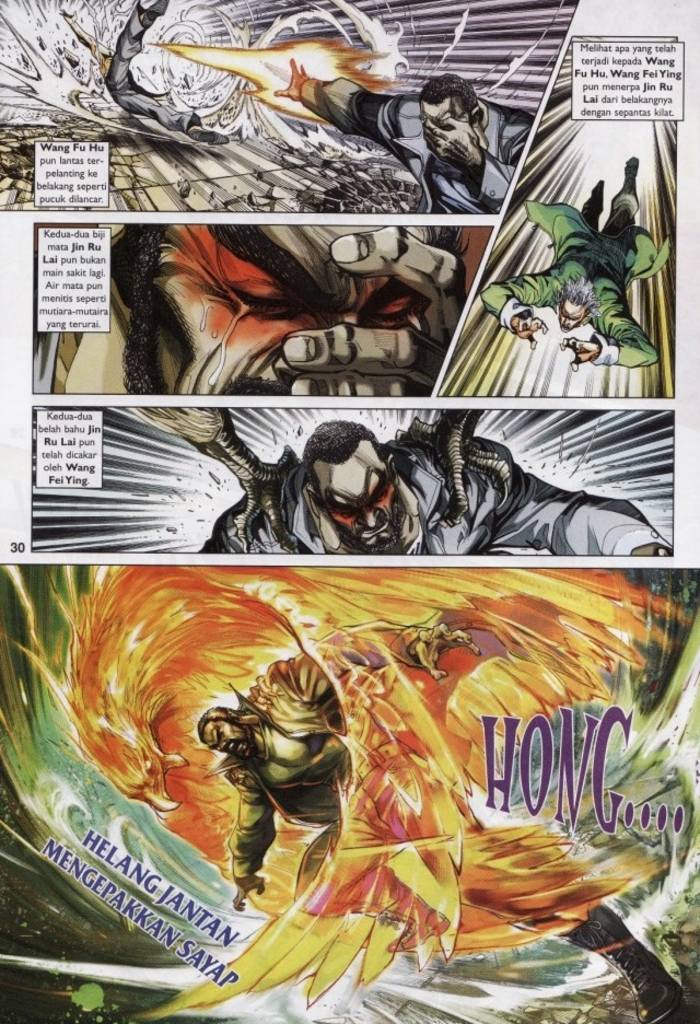 Wang Fu Hu
pun lantas ter-
pelanting ke
belakang seperti
pucuk dilancar.
Melihat apa yang telah
terjadi kepada Wang
Fu Hu, Wang Fei Ying
pun menerpa Jin Ru
Lai dari belakangnya
dengan sepantas kilat.
Kedua-dua biji
mata Jin Ru
Lai pun bukan
main sakit lagi.
Air mata pun
menitis seperti
mutiara-mutaira
yang terurai.
Kedua-dua
belah bahu Jin
Ru Lai pun
telah dicakar
oleh Wang
Fei Ying.
30
HONG....
HELANG JANTAN
MENGEPAKKAN SAYAP